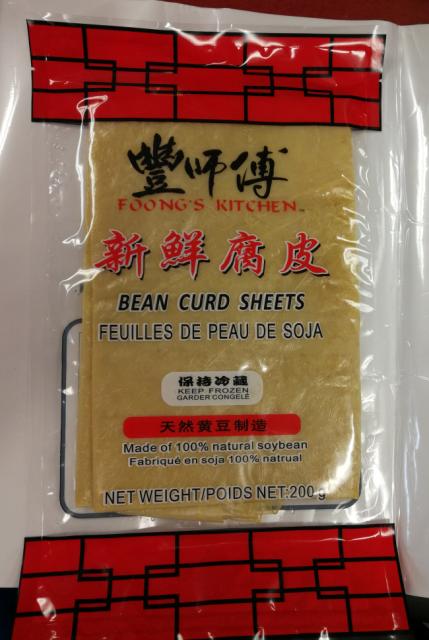 豐師傅
FOONG'S KITCHEN™
新鮮腐皮
BEAN CURD SHEETS
FEUILLES DE PEAU DE SOJA
保持冷藏
KEEP FROZEN
GARDER CONGELÉ
天然黄豆制造
Made of 100% natural soybean
Fabriqué en soja 100% natrual
NET WEIGHT/POIDS NET:200 g